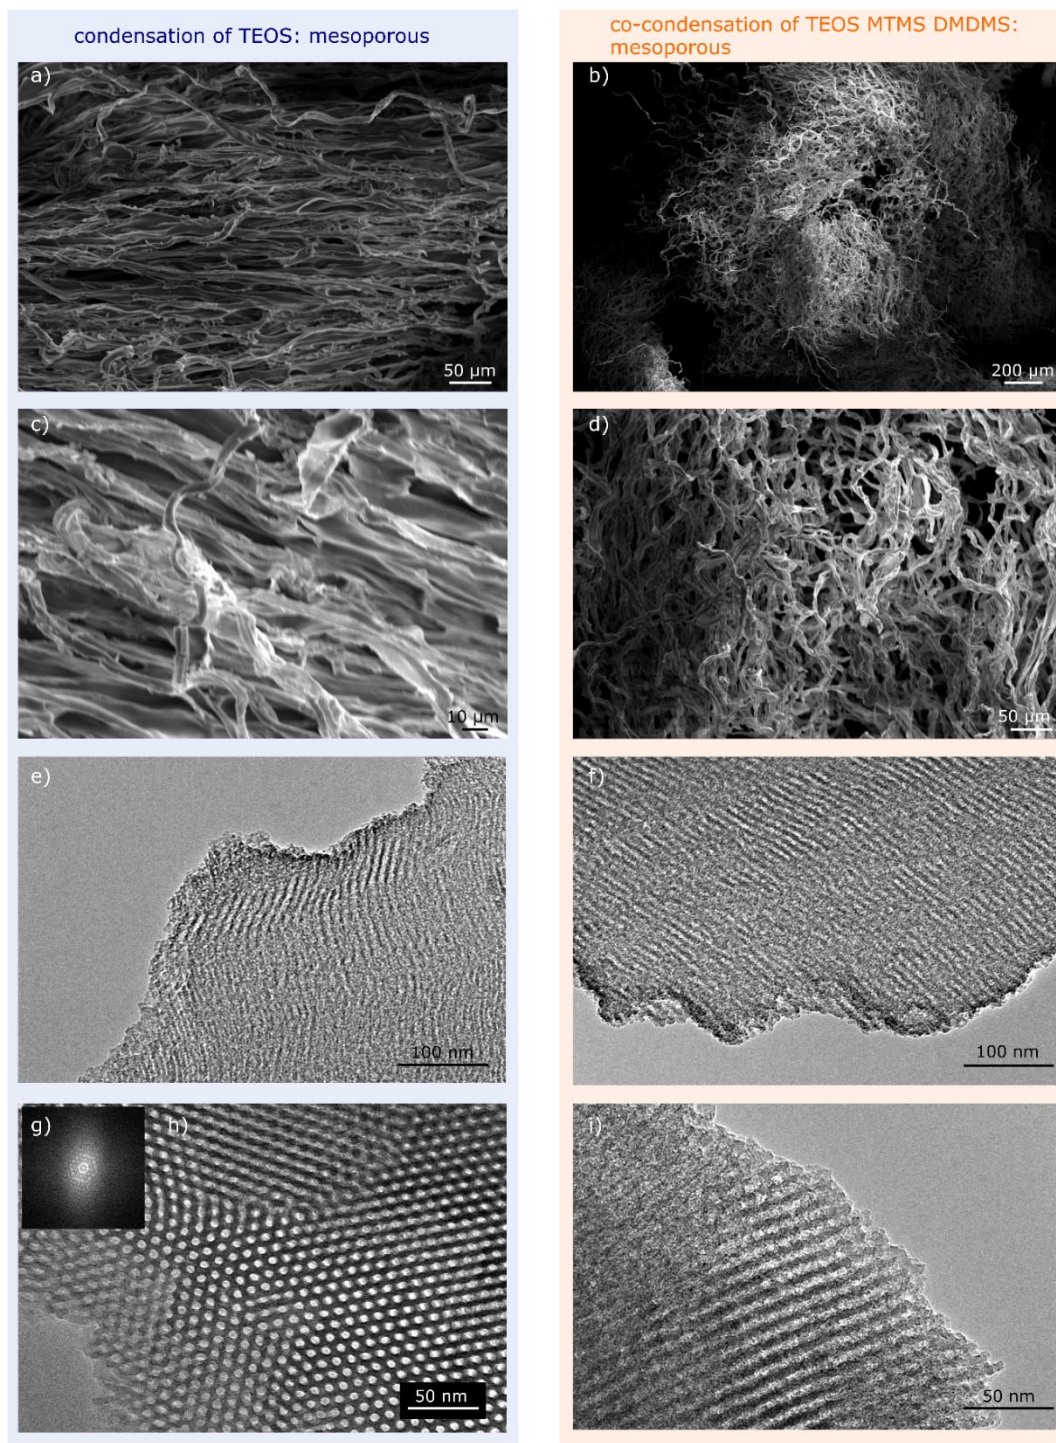 condensation of TEOS: mesoporous
co-condensation of TEOS MTMS DMDMS:
mesoporous
a)
50 µm
b)
200 µm
c)
10 µm
d)
50 µm
e)
100 nm
f)
100 nm
g)
h)
50 nm
i)
50 nm